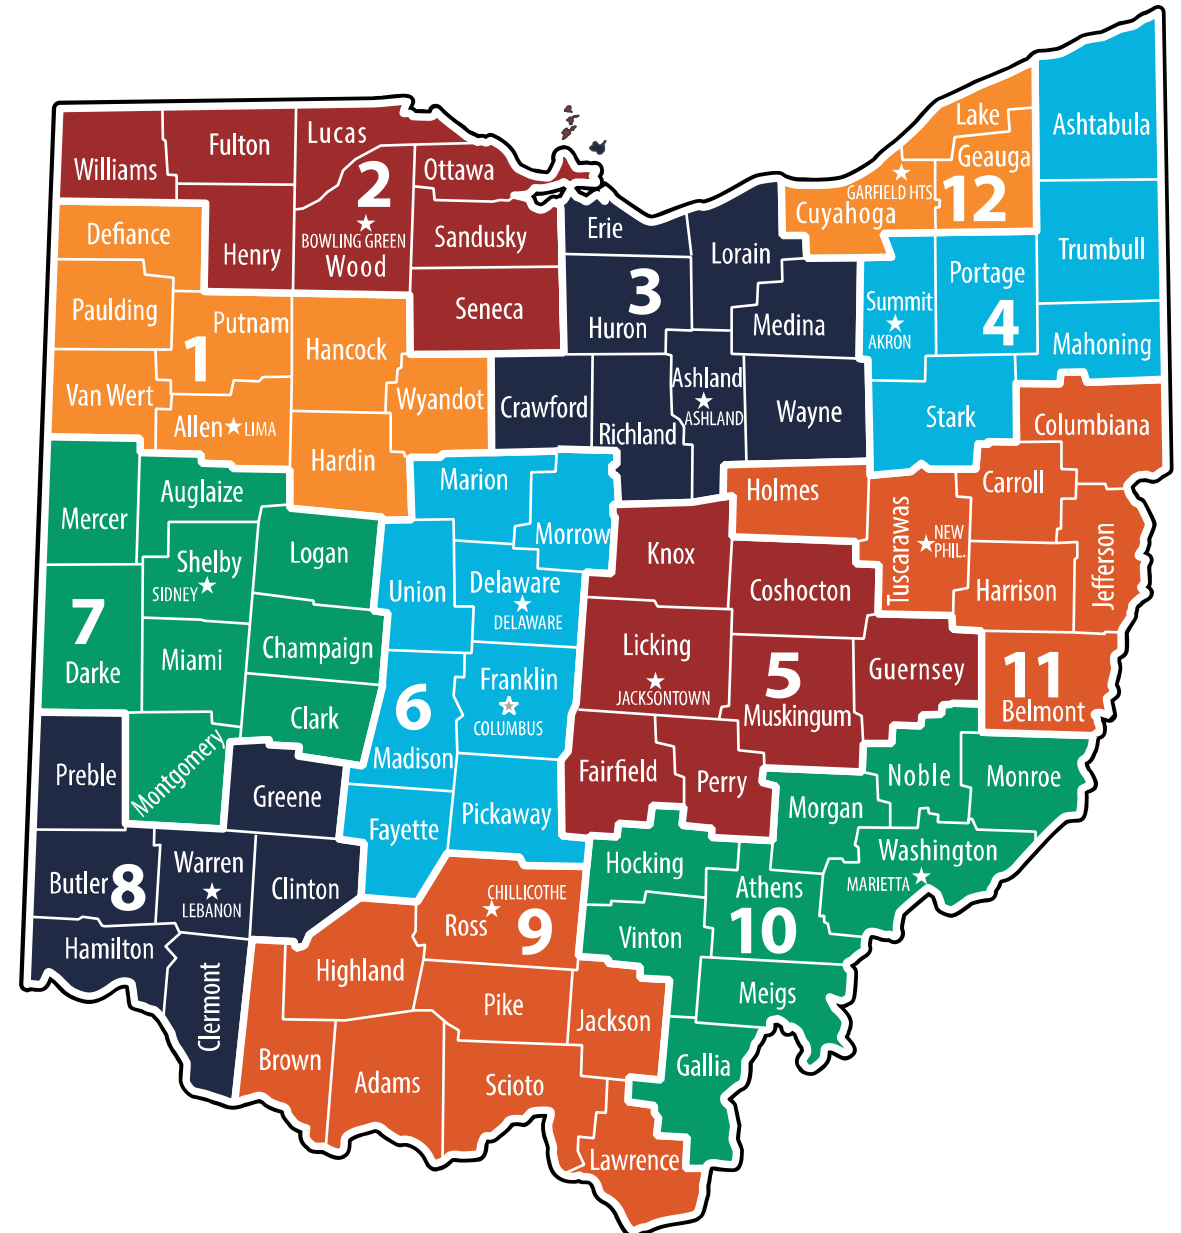 Ashtabula
Lake
Geauga
12
GARFIELD HTS.
Cuyahoga
Lucas
Fulton
Williams
2
Ottawa
BOWLING GREEN
Wood
Henry
Sandusky
Seneca
Defiance
Paulding
Putnam
1
Hancock
Van Wert
Allen
LIMA
Wyandot
Hardin
Erie
Lorain
3
Huron
Medina
Ashland
ASHLAND
Crawford
Richland
Wayne
Trumbull
Portage
Summit
4
AKRON
Mahoning
Stark
Columbiana
Carroll
Holmes
Tuscarawas
NEW
PHIL.
Jefferson
Harrison
11
Belmont
Mercer
Auglaize
Shelby
SIDNEY
Logan
7
Darke
Miami
Champaign
Clark
Montgomery
Marion
Morrow
Union
Delaware
DELAWARE
Franklin
COLUMBUS
6
Madison
Fayette
Pickaway
Knox
Coshocton
Licking
JACKSONTOWN
5
Muskingum
Guernsey
Fairfield
Perry
Preble
Greene
Butler
8
Warren
LEBANON
Clinton
Hamilton
Clermont
CHILLICOTHE
Ross
9
Highland
Pike
Jackson
Brown
Adams
Scioto
Lawrence
Noble
Monroe
Morgan
Washington
MARIETTA
Hocking
Athens
10
Vinton
Meigs
Gallia